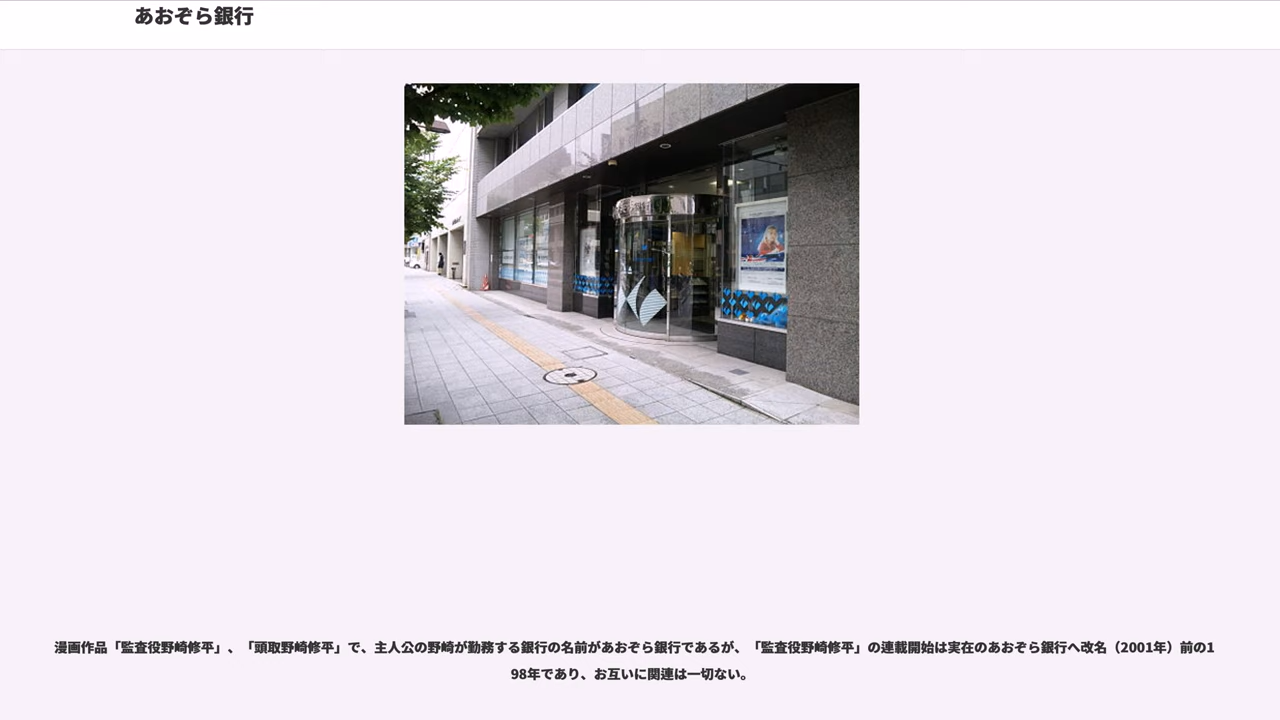 あおぞら銀行
漫画作品「監査役野崎修平」、「頭取野崎修平」で、主人公の野崎が勤務する銀行の名前があおぞら銀行であるが、「監査役野崎修平」の連載開始は実在のあおぞら銀行へ改名（2001年）前の1
98年であり、お互いに関連は一切ない。